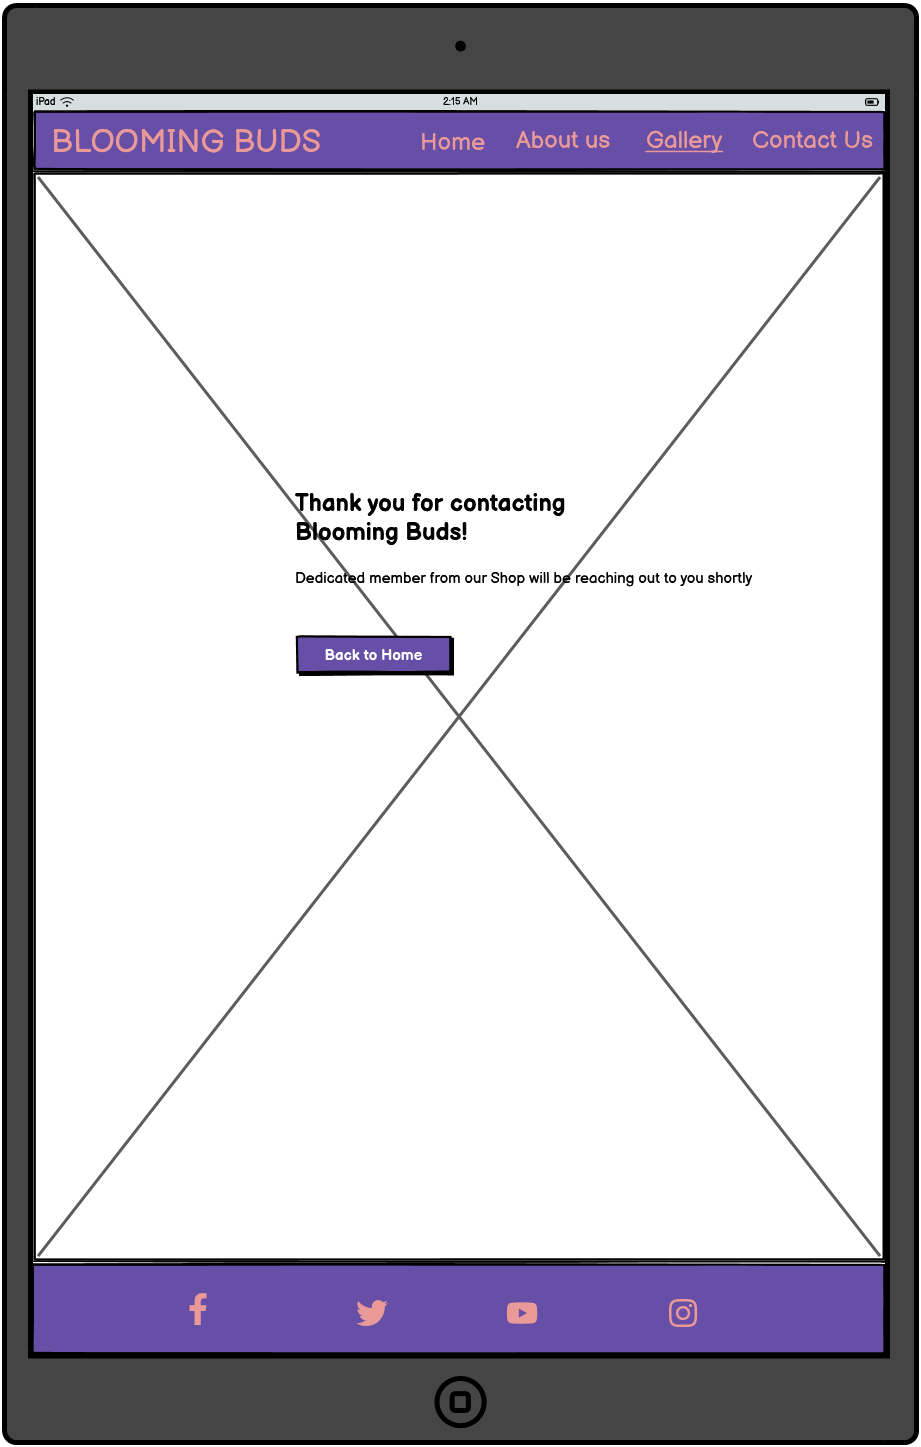 iPad
2:15 AM
BLOOMING BUDS
Home
About us
Gallery
Contact Us
Thank you for contacting
Blooming Buds!
Dedicated member from our Shop will be reaching out to you shortly
Back to Home